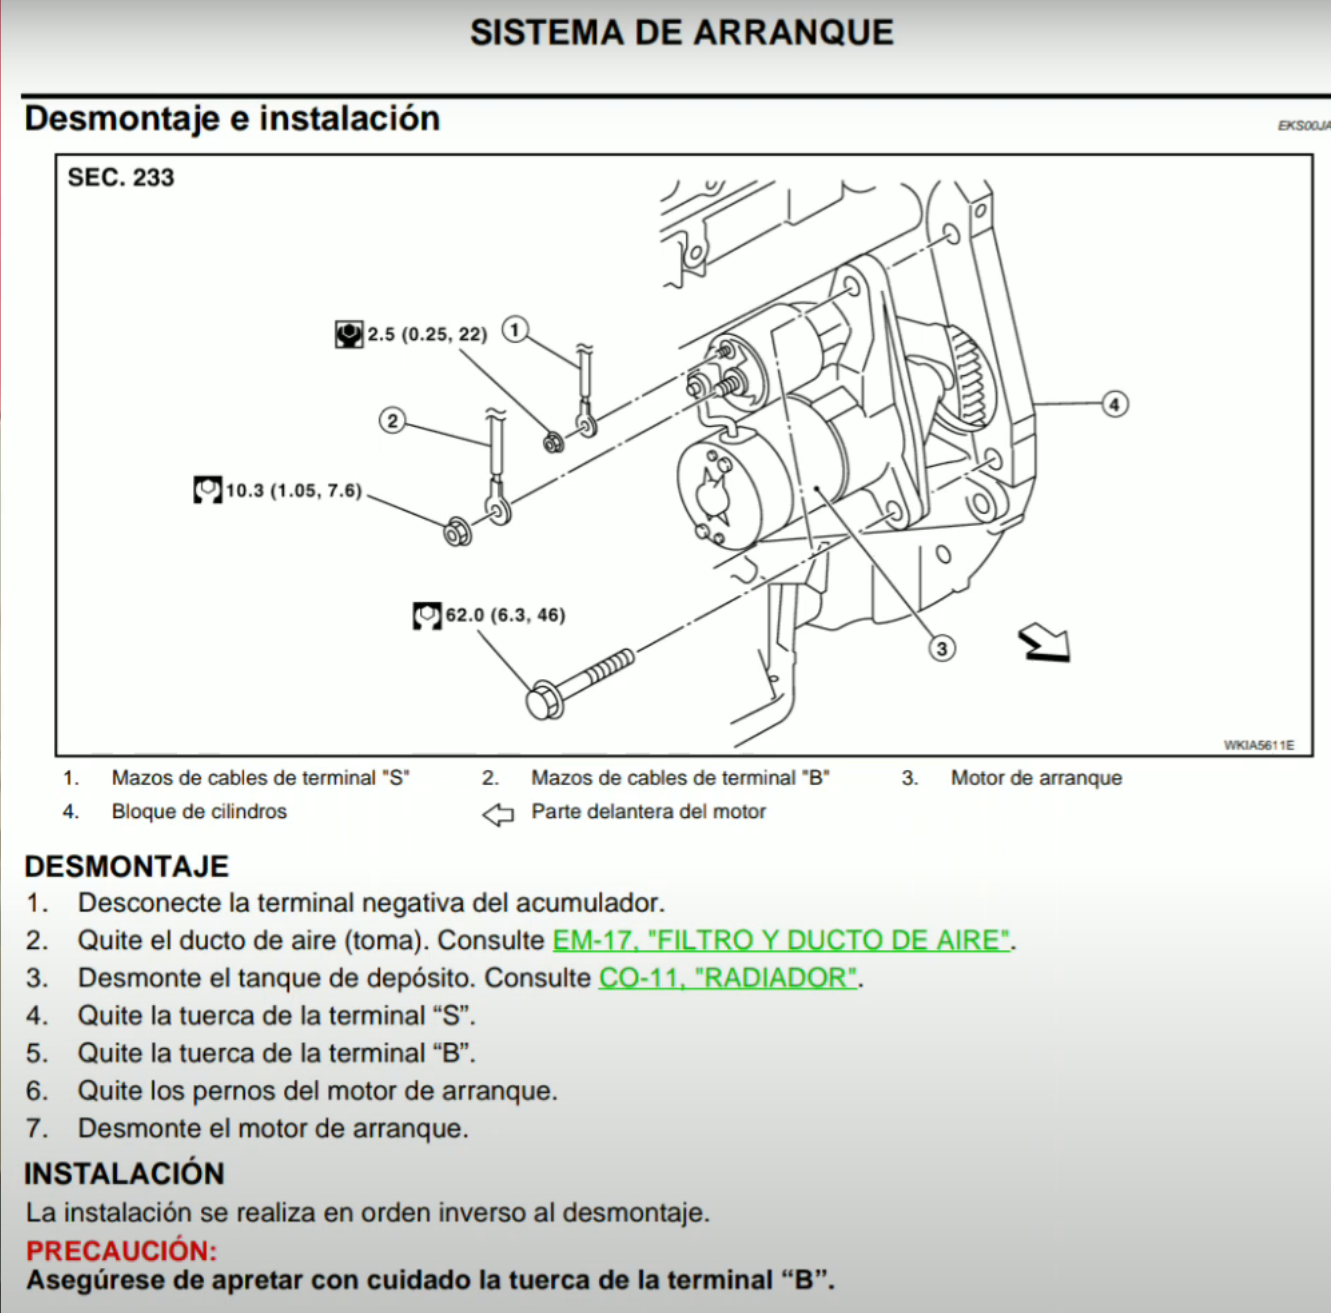 SISTEMA DE ARRANQUE
Desmontaje e instalación
EKS00JA
SEC. 233
2.5 (0.25, 22)
1
2
4
10.3 (1.05, 7.6)
62.0 (6.3, 46)
3
WKIA5611E
1. Mazos de cables de terminal "S" 2. Mazos de cables de terminal "B" 3. Motor de arranque
4. Bloque de cilindros Parte delantera del motor
DESMONTAJE
1. Desconecte la terminal negativa del acumulador.
2. Quite el ducto de aire (toma). Consulte EM-17, "FILTRO Y DUCTO DE AIRE".
3. Desmonte el tanque de depósito. Consulte CO-11, "RADIADOR".
4. Quite la tuerca de la terminal “S”.
5. Quite la tuerca de la terminal “B”.
6. Quite los pernos del motor de arranque.
7. Desmonte el motor de arranque.
INSTALACIÓN
La instalación se realiza en orden inverso al desmontaje.
PRECAUCIÓN:
Asegúrese de apretar con cuidado la tuerca de la terminal “B”.